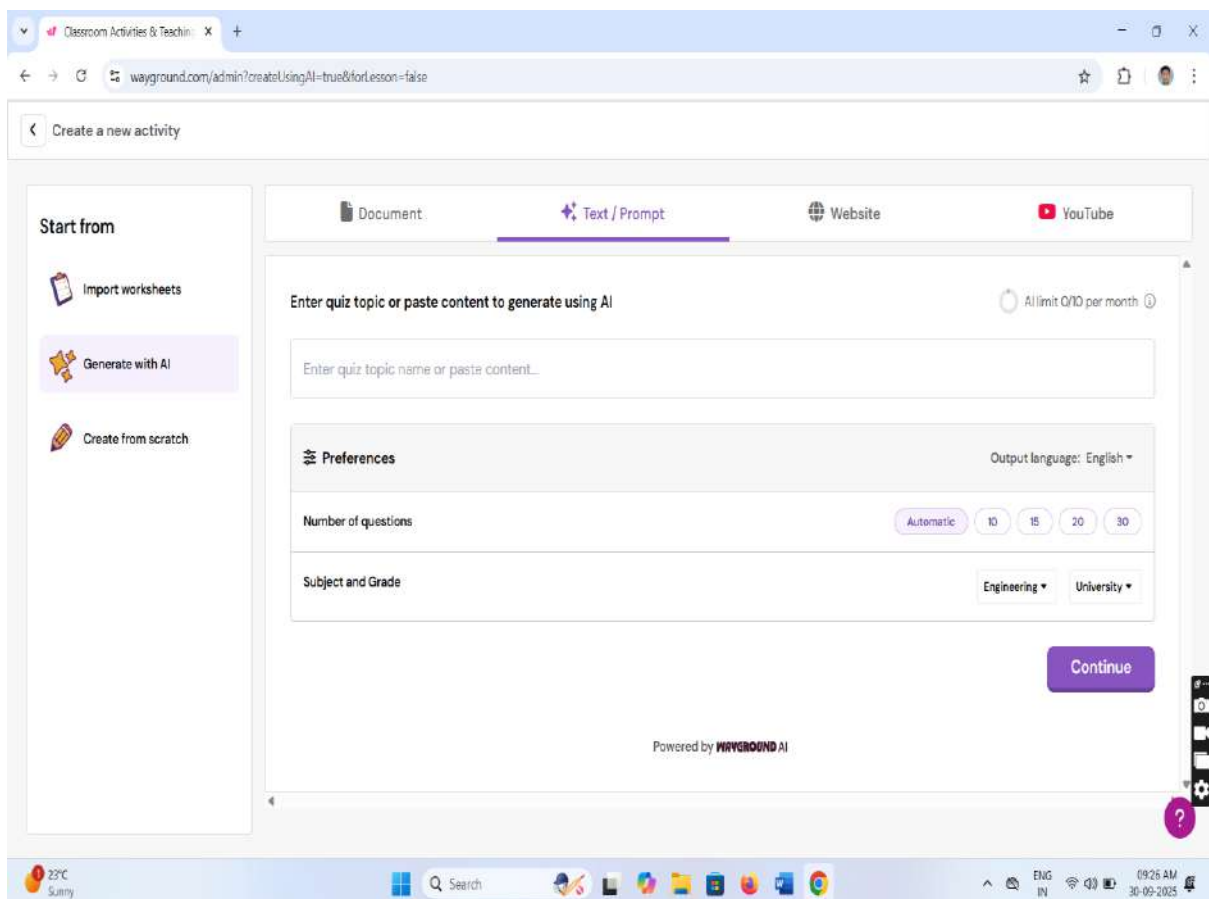 Classroom Activities & Teachin
wayground.com/admin?createUsingAI=true&forLesson=false
Create a new activity
Start from
Import worksheets
Generate with AI
Create from scratch
Document
Text / Prompt
Website
YouTube
Enter quiz topic or paste content to generate using AI
AI limit 0/10 per month
Enter quiz topic name or paste content...
Preferences
Output language: English
Number of questions
Automatic 10 15 20 30
Subject and Grade
Engineering University
Continue
Powered by WAYGROUND AI
?
1
23°C
Sunny
Search
ENG
IN
09:26 AM
30-09-2025